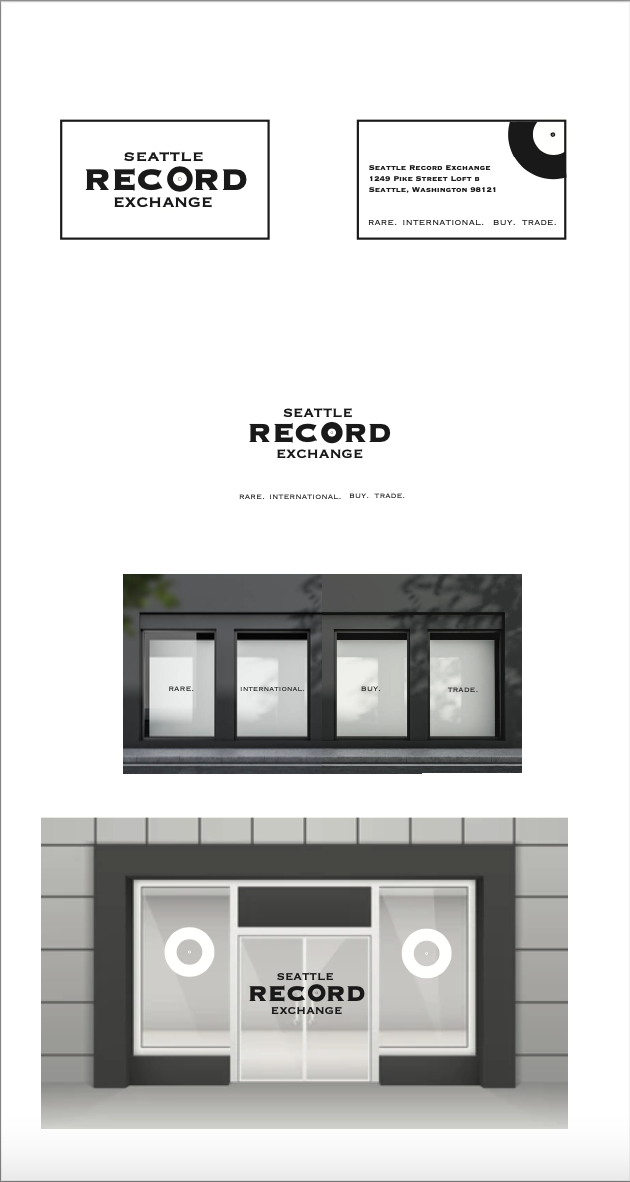 SEATTLE
RECORD
EXCHANGE
Seattle Record Exchange
1249 Pike Street Loft B
Seattle, Washington 98121
RARE. INTERNATIONAL. BUY. TRADE.
SEATTLE
RECORD
EXCHANGE
RARE. INTERNATIONAL. BUY. TRADE.
RARE. INTERNATIONAL. BUY. TRADE.
SEATTLE
RECORD
EXCHANGE